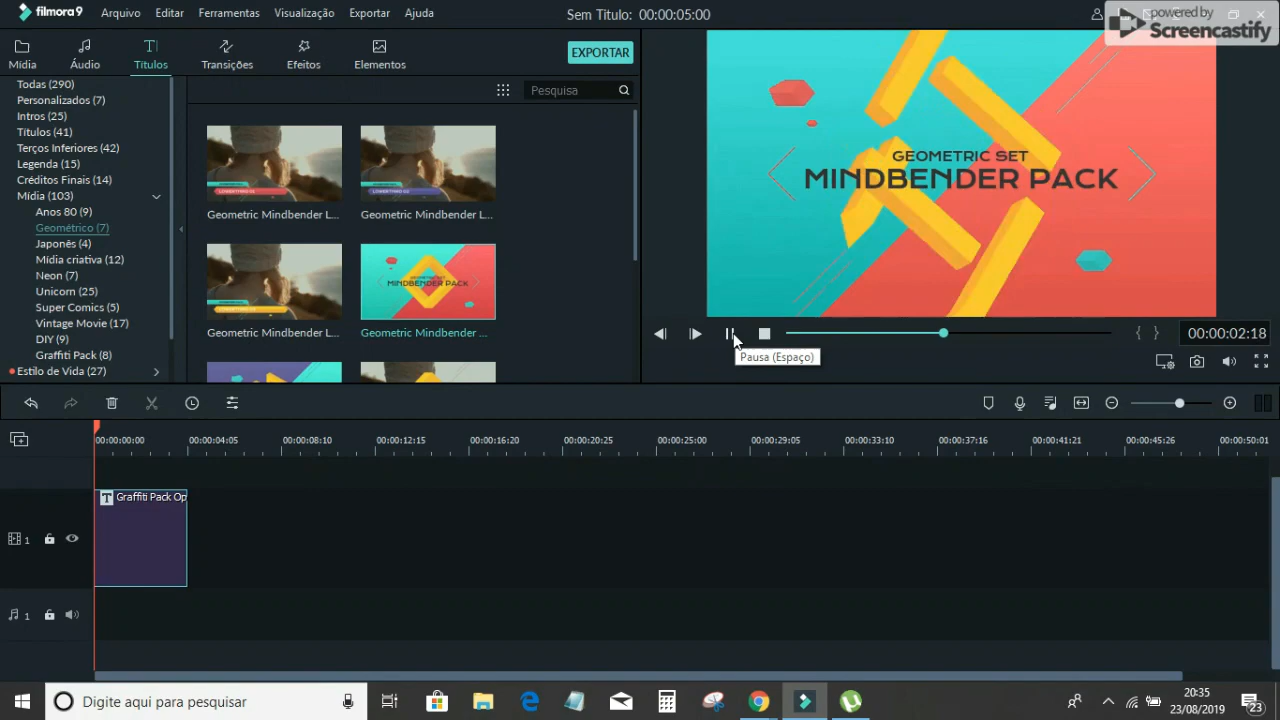 filmora9 Arquivo Editar Ferramentas Visualização Exportar Ajuda
Sem Titulo: 00:00:05:00
powered by
Screencastify
Mídia Áudio Títulos Transições Efeitos Elementos
EXPORTAR
Todas (290)
Personalizados (7)
Intros (25)
Títulos (41)
Terços Inferiores (42)
Legenda (15)
Créditos Finais (14)
Mídia (103)
Anos 80 (9)
Geométrico (7)
Japonês (4)
Mídia criativa (12)
Neon (7)
Unicorn (25)
Super Comics (5)
Vintage Movie (17)
DIY (9)
Graffiti Pack (8)
Estilo de Vida (27)
Pesquisa
Geometric Mindbender L... Geometric Mindbender L...
GEOMETRIC SET
MINDBENDER PACK
Geometric Mindbender L... Geometric Mindbender ...
GEOMETRIC SET
MINDBENDER PACK
00:00:02:18
Pausa (Espaço)
00:00:00:00 00:00:04:05 00:00:08:10 00:00:12:15 00:00:16:20 00:00:20:25 00:00:25:00 00:00:29:05 00:00:33:10 00:00:37:16 00:00:41:21 00:00:45:26 00:00:50:01
T Graffiti Pack Op
1
1
Digite aqui para pesquisar
20:35
23/08/2019
23